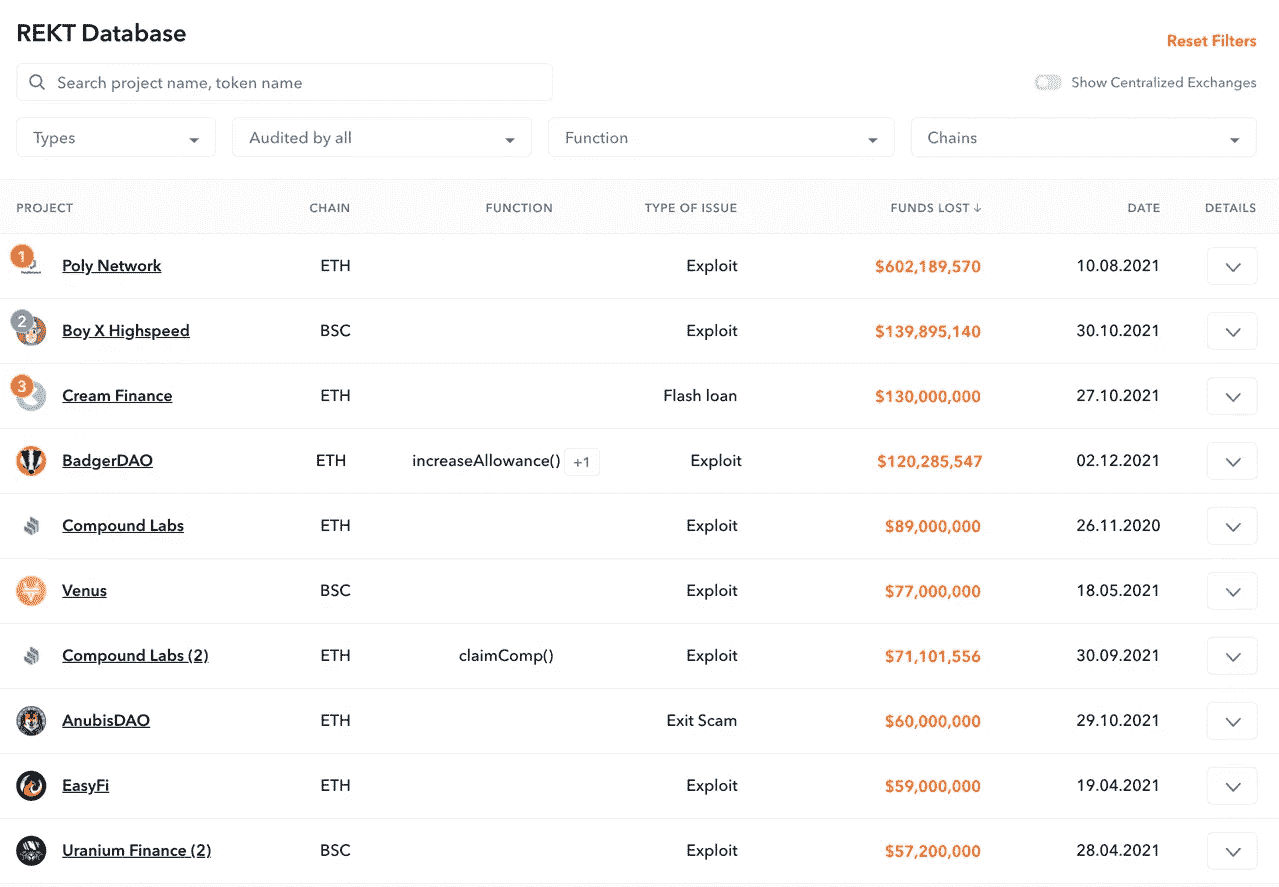 REKT Database
Reset Filters
Search project name, token name
Show Centralized Exchanges
Types Audited by all Function Chains
PROJECT CHAIN FUNCTION TYPE OF ISSUE FUNDS LOST ↓ DATE DETAILS
1 Poly Network ETH Exploit $602,189,570 10.08.2021
2 Boy X Highspeed BSC Exploit $139,895,140 30.10.2021
3 Cream Finance ETH Flash loan $130,000,000 27.10.2021
BadgerDAO ETH increaseAllowance() +1 Exploit $120,285,547 02.12.2021
Compound Labs ETH Exploit $89,000,000 26.11.2020
Venus BSC Exploit $77,000,000 18.05.2021
Compound Labs (2) ETH claimComp() Exploit $71,101,556 30.09.2021
AnubisDAO ETH Exit Scam $60,000,000 29.10.2021
EasyFi ETH Exploit $59,000,000 19.04.2021
Uranium Finance (2) BSC Exploit $57,200,000 28.04.2021